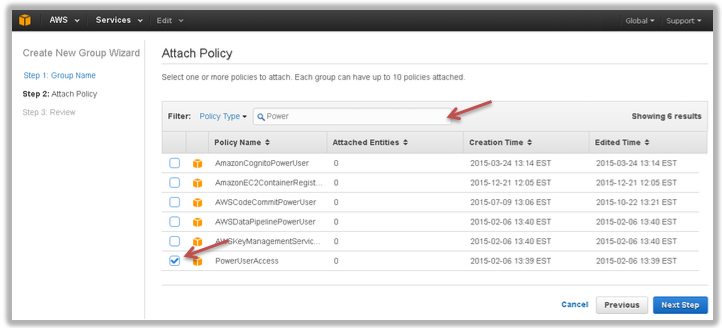 AWS Services Edit Global Support
Create New Group Wizard
Step 1: Group Name
Step 2: Attach Policy
Step 3: Review
Attach Policy
Select one or more policies to attach. Each group can have up to 10 policies attached.
Filter: Policy Type Power Showing 6 results
Policy Name Attached Entities Creation Time Edited Time
AmazonCognitoPowerUser 0 2015-03-24 13:14 EST 2015-03-24 13:14 EST
AmazonEC2ContainerRegist... 0 2015-12-21 12:05 EST 2015-12-21 12:05 EST
AWSCodeCommitPowerUser 0 2015-07-09 13:06 EST 2015-10-22 13:21 EST
AWSDataPipelinePowerUser 0 2015-02-06 13:40 EST 2015-02-06 13:40 EST
AWSKeyManagementServic... 0 2015-02-06 13:40 EST 2015-02-06 13:40 EST
PowerUserAccess 0 2015-02-06 13:39 EST 2015-02-06 13:39 EST
Cancel Previous Next Step